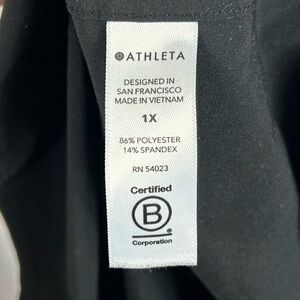 ATHLETA
DESIGNED IN
SAN FRANCISCO
MADE IN VIETNAM
1X
86% POLYESTER
14% SPANDEX
RN 54023
Certified
B
®
Corporation